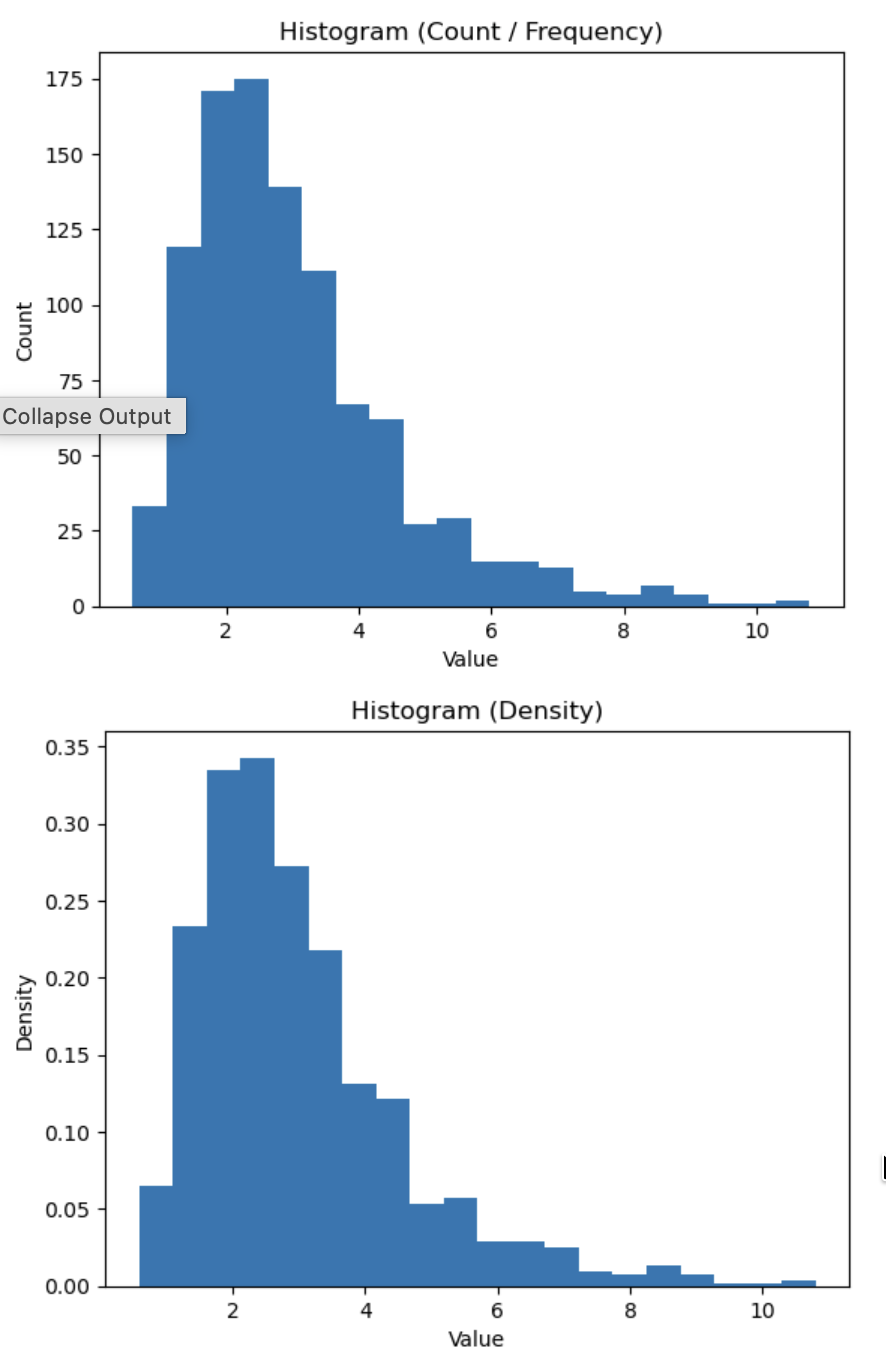 Histogram (Count / Frequency)
175
150
125
100
75
50
25
0
Count
Collapse Output
2 4 6 8 10
Value
Histogram (Density)
0.35
0.30
0.25
0.20
0.15
0.10
0.05
0.00
Density
2 4 6 8 10
Value